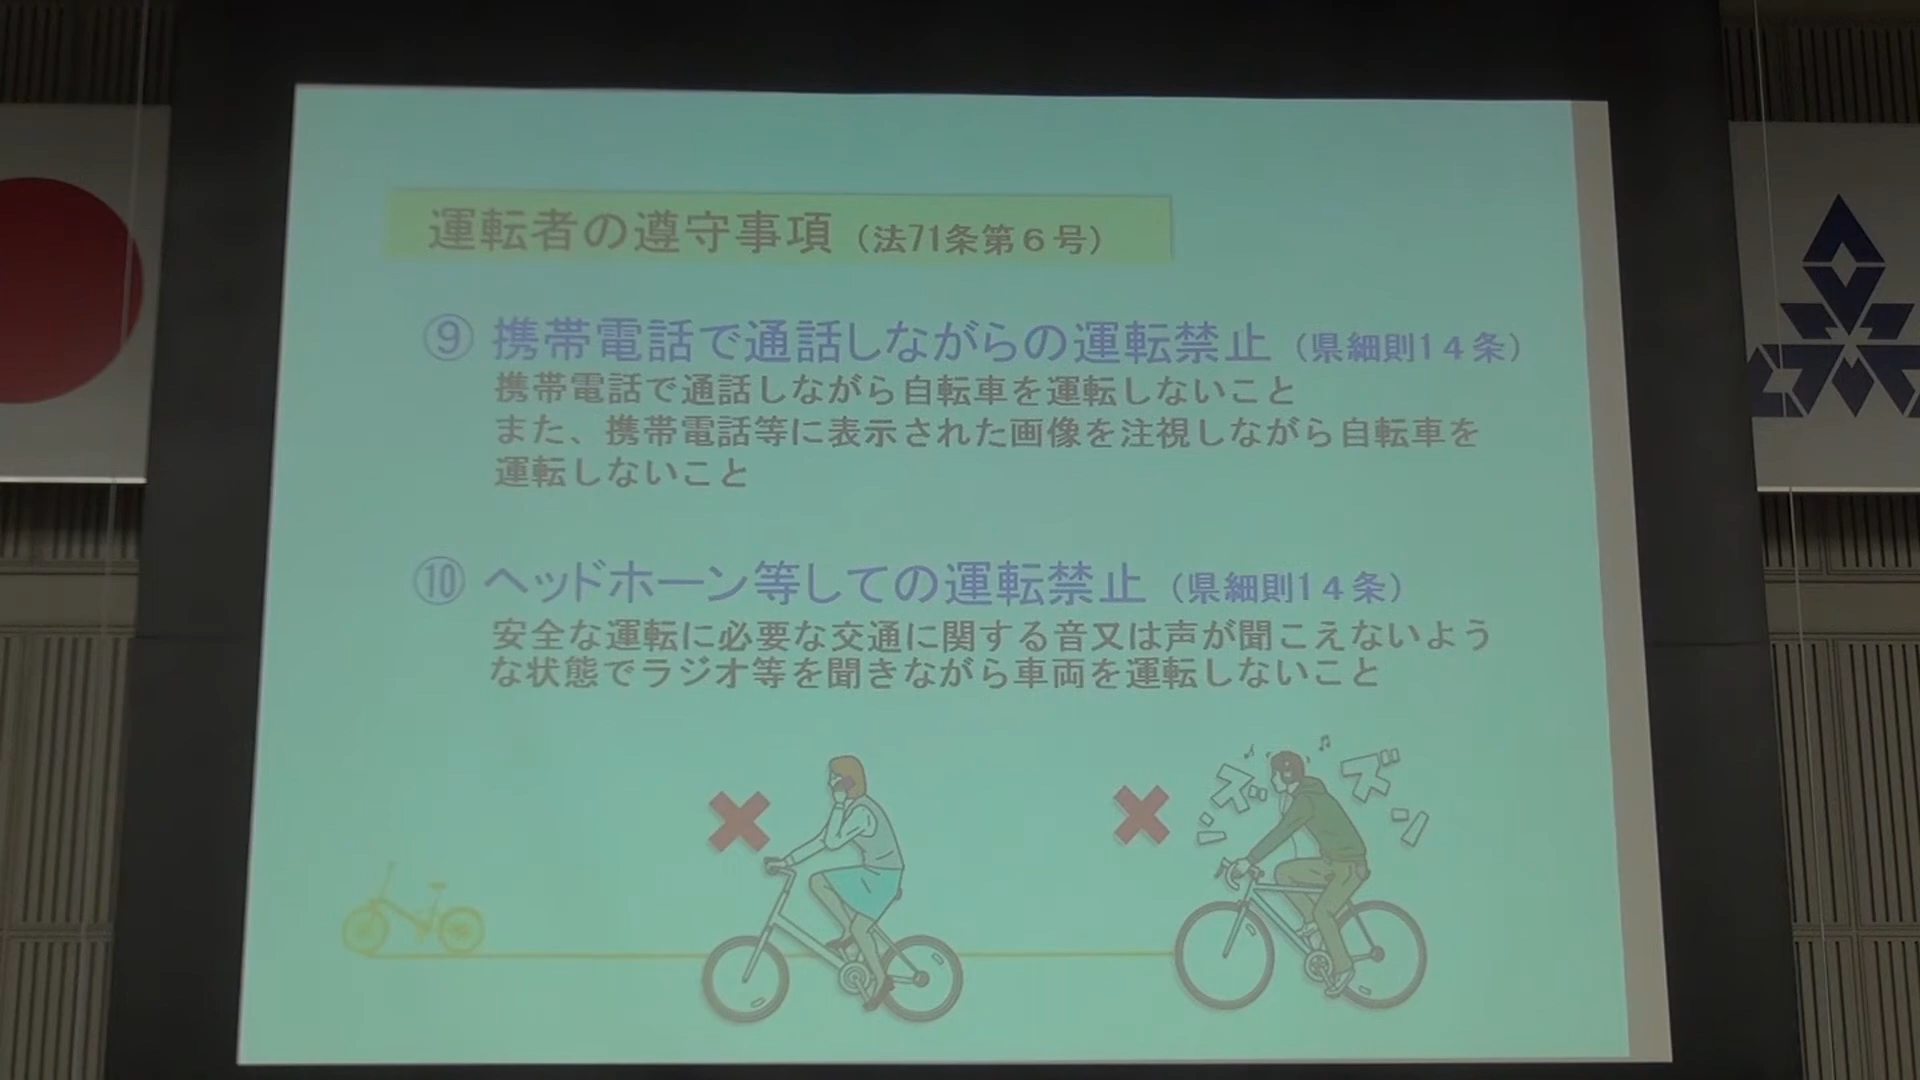 運転者の遵守事項（法71条第６号）
⑨ 携帯電話で通話しながらの運転禁止（県細則1４条）
携帯電話で通話しながら自転車を運転しないこと
また、携帯電話等に表示された画像を注視しながら自転車を
運転しないこと
⑩ ヘッドホーン等しての運転禁止（県細則1４条）
安全な運転に必要な交通に関する音又は声が聞こえないよう
な状態でラジオ等を聞きながら車両を運転しないこと
ズンズン